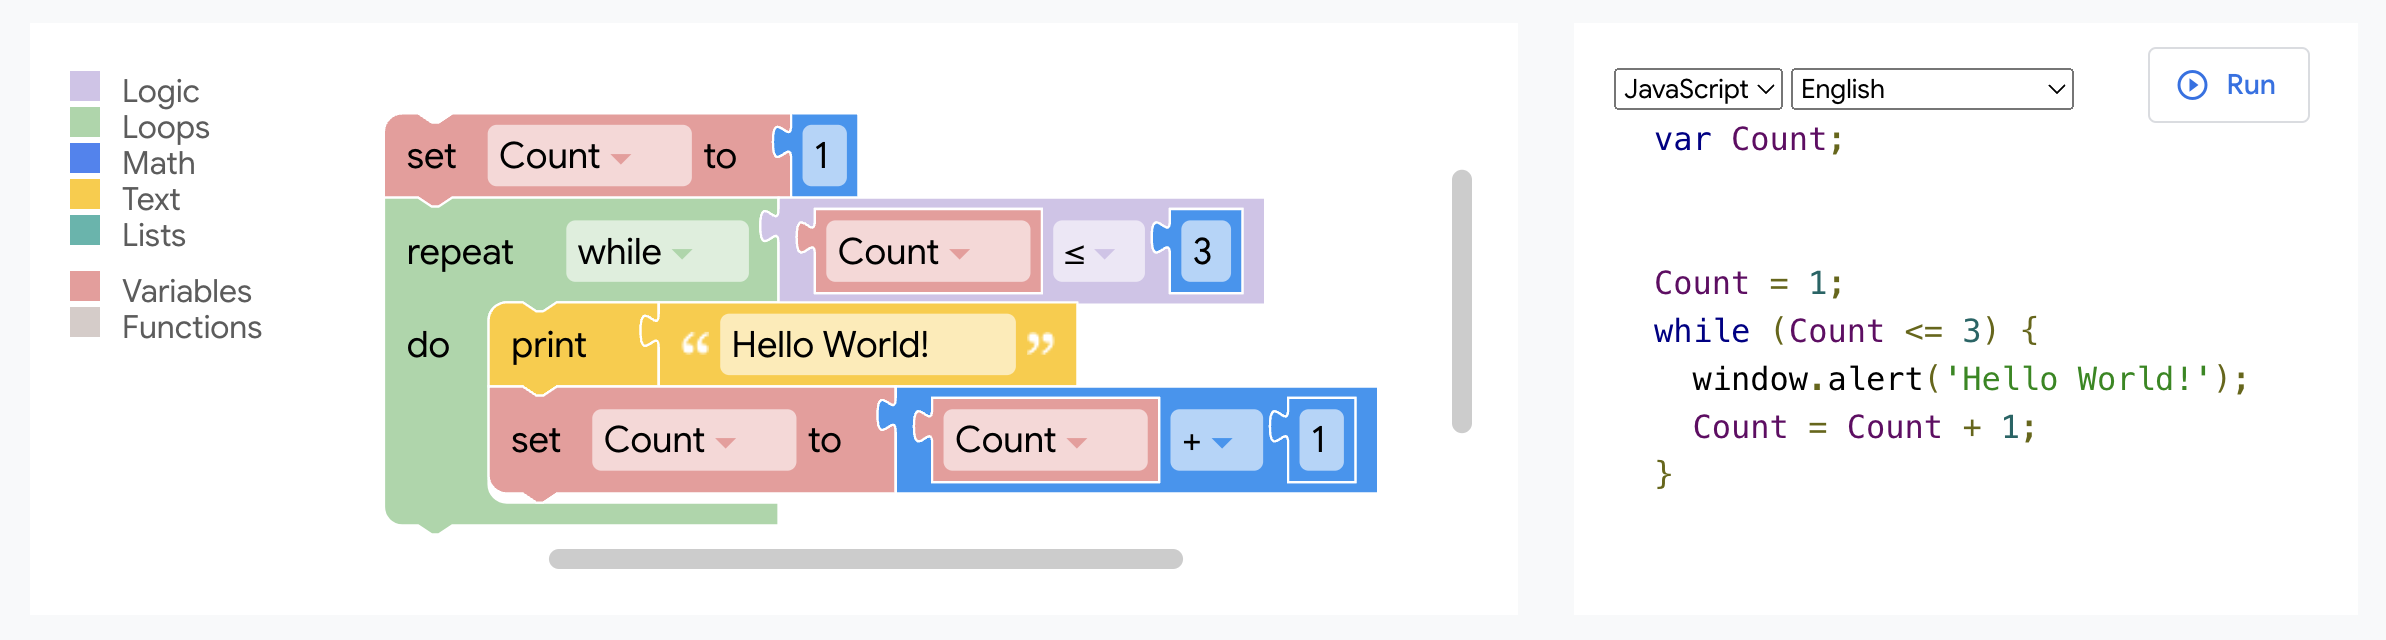 Logic
Loops
Math
Text
Lists
Variables
Functions
set Count to 1
repeat while Count ≤ 3
do print “ Hello World! ”
set Count to Count + 1
JavaScript English Run
var Count;
Count = 1;
while (Count <= 3) {
  window.alert('Hello World!');
  Count = Count + 1;
}